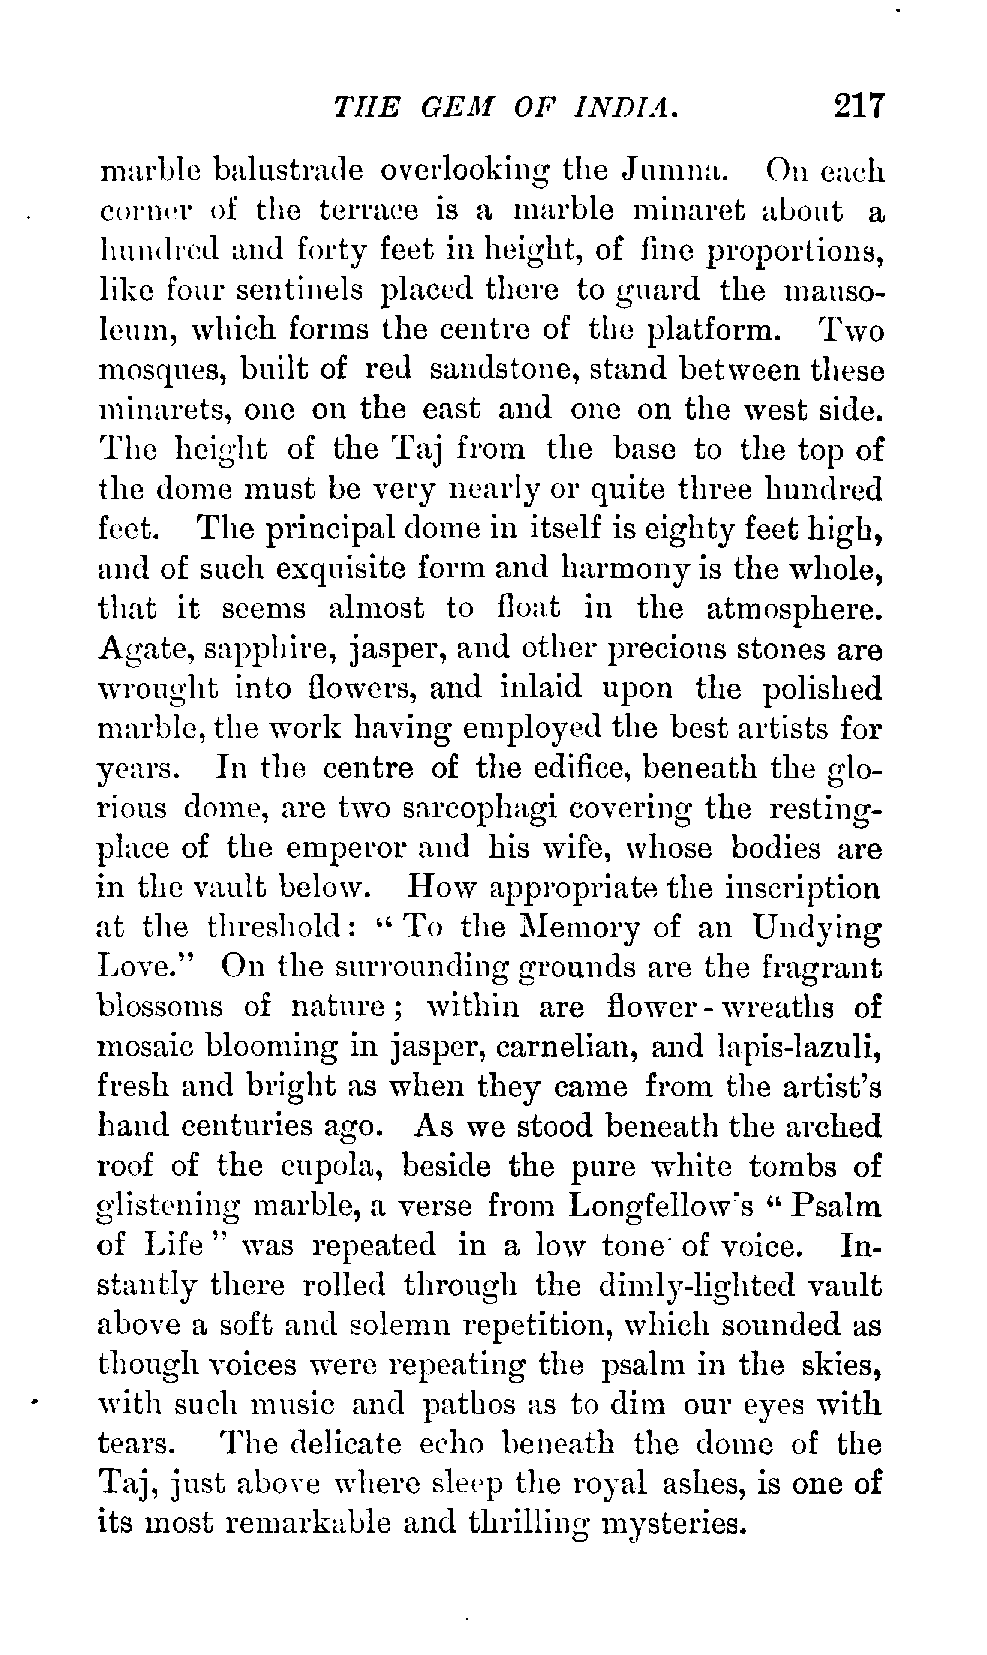 THE GEM OF INDIA. 217
marble balustrade overlooking the Jumna. On each
corner of the terrace is a marble minaret about a
hundred and forty feet in height, of fine proportions,
like four sentinels placed there to guard the mauso-
leum, which forms the centre of the platform. Two
mosques, built of red sandstone, stand between these
minarets, one on the east and one on the west side.
The height of the Taj from the base to the top of
the dome must be very nearly or quite three hundred
feet. The principal dome in itself is eighty feet high,
and of such exquisite form and harmony is the whole,
that it seems almost to float in the atmosphere.
Agate, sapphire, jasper, and other precious stones are
wrought into flowers, and inlaid upon the polished
marble, the work having employed the best artists for
years. In the centre of the edifice, beneath the glo-
rious dome, are two sarcophagi covering the resting-
place of the emperor and his wife, whose bodies are
in the vault below. How appropriate the inscription
at the threshold: “To the Memory of an Undying
Love.” On the surrounding grounds are the fragrant
blossoms of nature; within are flower-wreaths of
mosaic blooming in jasper, carnelian, and lapis-lazuli,
fresh and bright as when they came from the artist's
hand centuries ago. As we stood beneath the arched
roof of the cupola, beside the pure white tombs of
glistening marble, a verse from Longfellow's “Psalm
of Life” was repeated in a low tone of voice. In-
stantly there rolled through the dimly-lighted vault
above a soft and solemn repetition, which sounded as
though voices were repeating the psalm in the skies,
with such music and pathos as to dim our eyes with
tears. The delicate echo beneath the dome of the
Taj, just above where sleep the royal ashes, is one of
its most remarkable and thrilling mysteries.